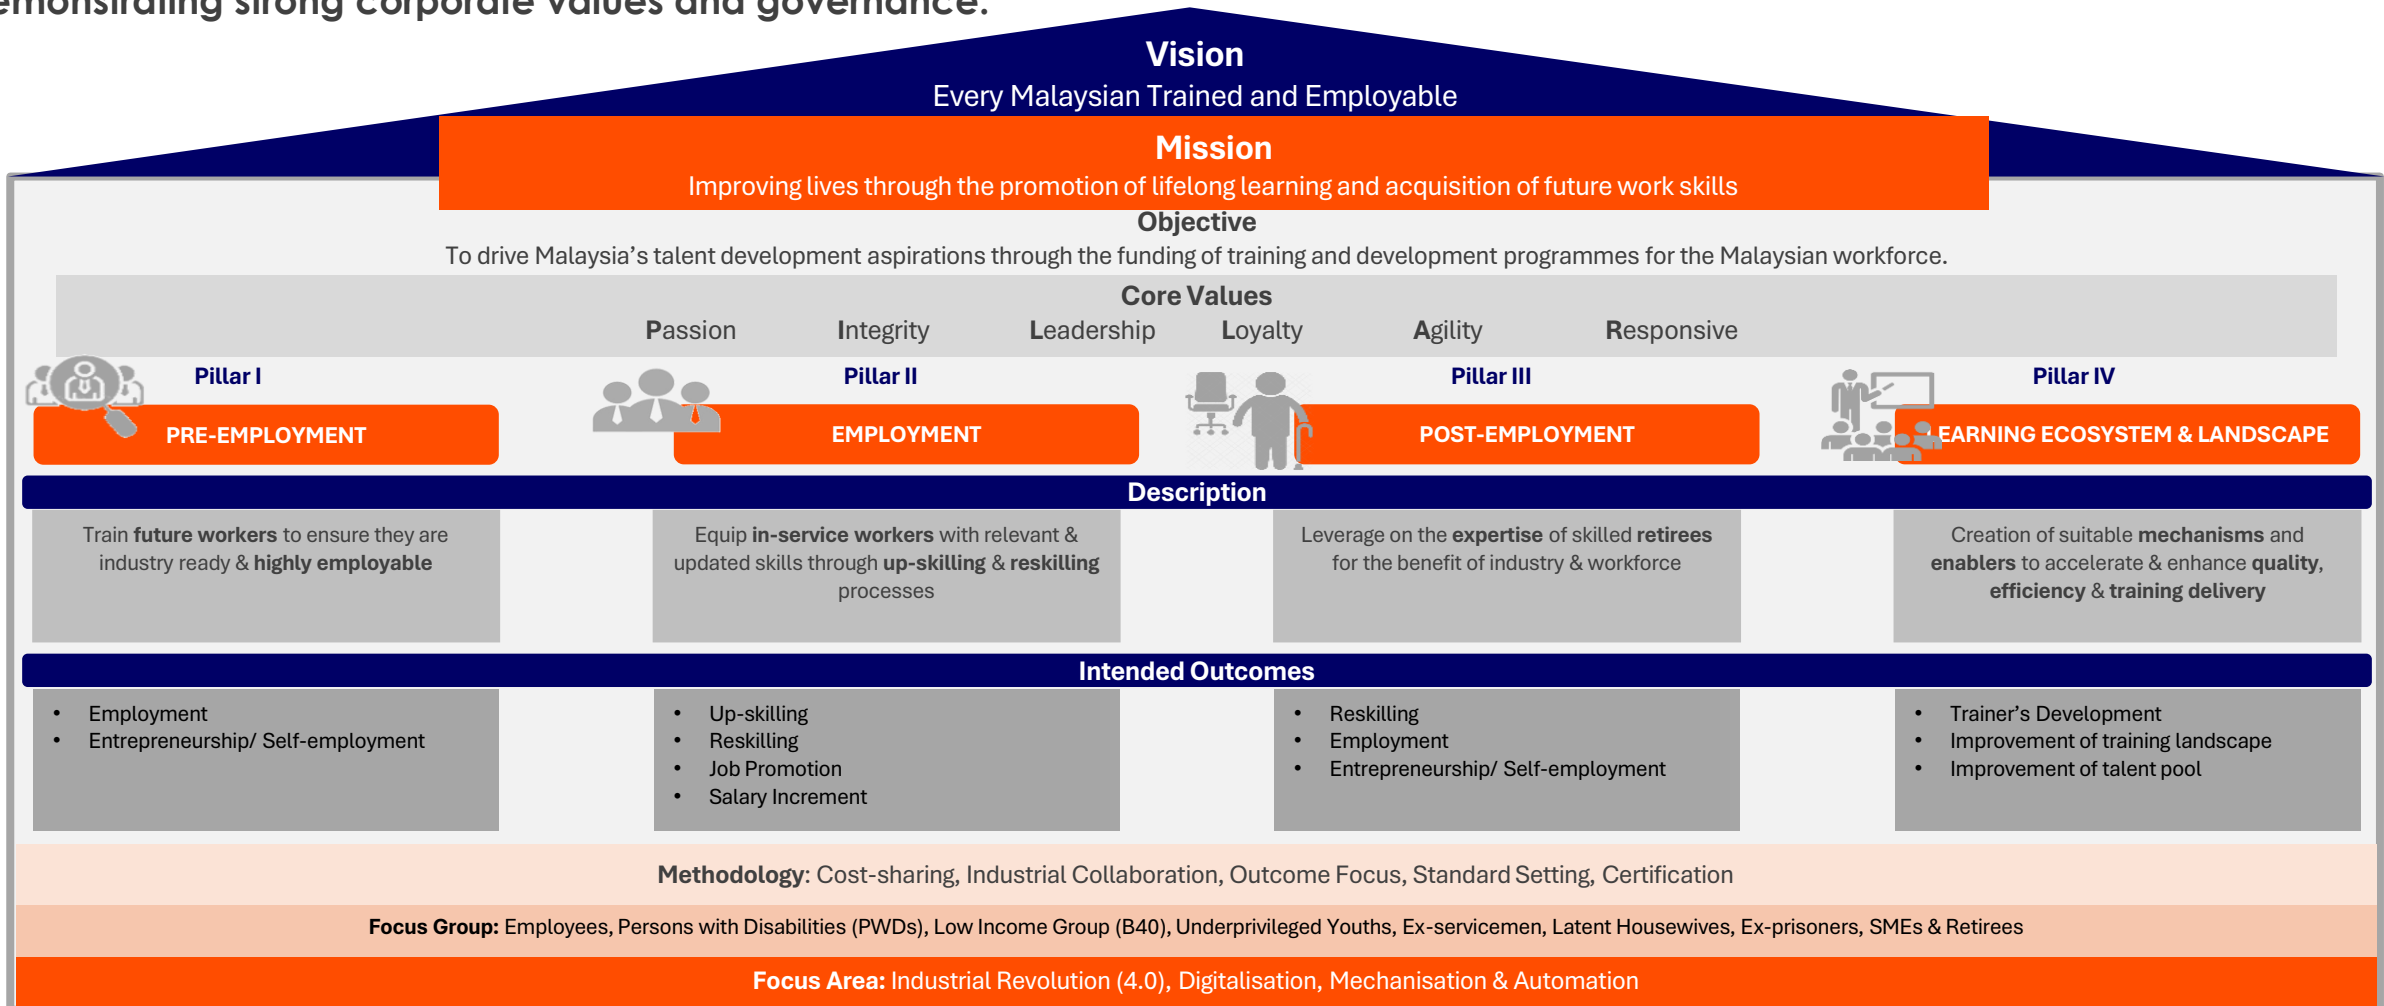 demonstrating strong corporate values and governance.
Vision
Every Malaysian Trained and Employable
Mission
Improving lives through the promotion of lifelong learning and acquisition of future work skills
Objective
To drive Malaysia's talent development aspirations through the funding of training and development programmes for the Malaysian workforce.
Core Values
Passion Integrity Leadership Loyalty Agility Responsive
Pillar I
PRE-EMPLOYMENT
Pillar II
EMPLOYMENT
Pillar III
POST-EMPLOYMENT
Pillar IV
LEARNING ECOSYSTEM & LANDSCAPE
Description
Train future workers to ensure they are
industry ready & highly employable
Equip in-service workers with relevant &
updated skills through up-skilling & reskilling
processes
Leverage on the expertise of skilled retirees
for the benefit of industry & workforce
Creation of suitable mechanisms and
enablers to accelerate & enhance quality,
efficiency & training delivery
Intended Outcomes
• Employment
• Entrepreneurship/ Self-employment
• Up-skilling
• Reskilling
• Job Promotion
• Salary Increment
• Reskilling
• Employment
• Entrepreneurship/ Self-employment
• Trainer's Development
• Improvement of training landscape
• Improvement of talent pool
Methodology: Cost-sharing, Industrial Collaboration, Outcome Focus, Standard Setting, Certification
Focus Group: Employees, Persons with Disabilities (PWDs), Low Income Group (B40), Underprivileged Youths, Ex-servicemen, Latent Housewives, Ex-prisoners, SMEs & Retirees
Focus Area: Industrial Revolution (4.0), Digitalisation, Mechanisation & Automation